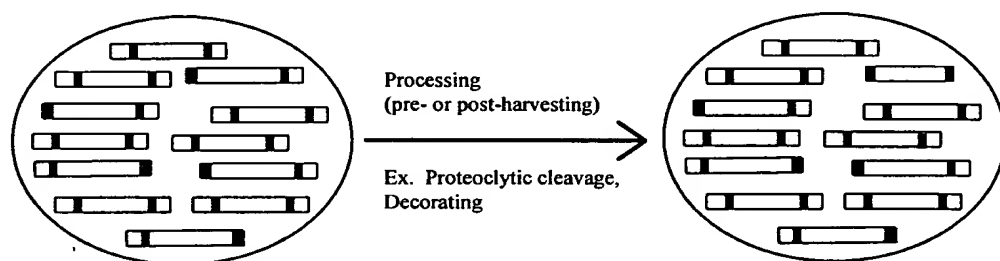 Processing
(pre- or post-harvesting)
Ex. Proteoclytic cleavage,
Decorating